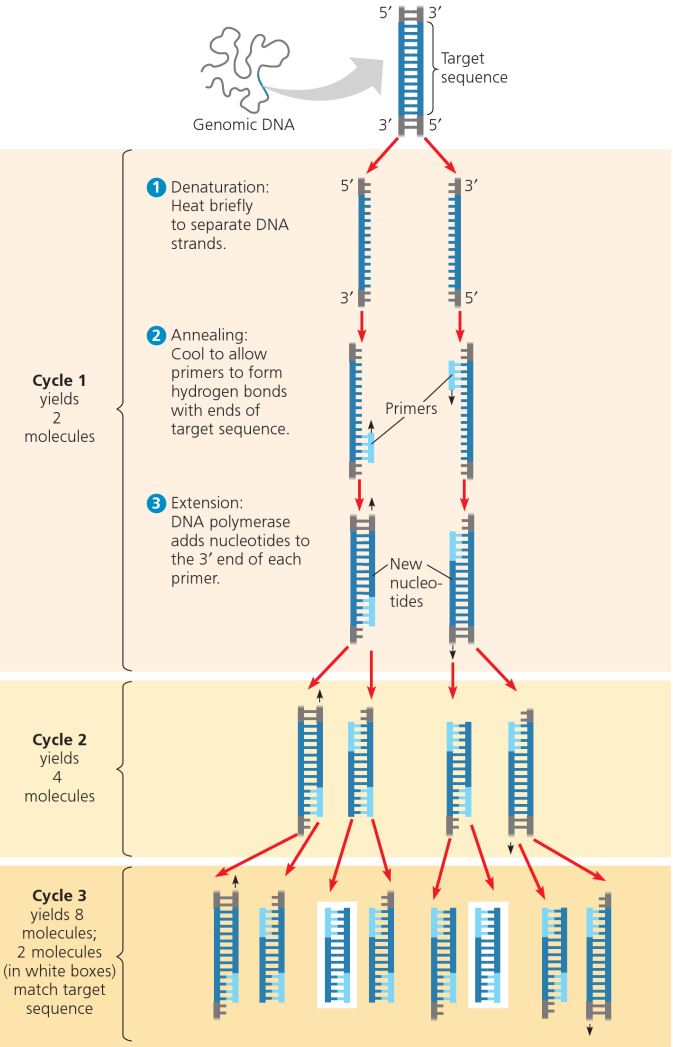 5′ 3′
Target
sequence
Genomic DNA
3′ 5′
1 Denaturation:
Heat briefly
to separate DNA
strands.
5′ 3′
3′ 5′
2 Annealing:
Cool to allow
primers to form
hydrogen bonds
with ends of
target sequence.
Primers
Cycle 1
yields
2
molecules
3 Extension:
DNA polymerase
adds nucleotides to
the 3′ end of each
primer.
New
nucleo-
tides
Cycle 2
yields
4
molecules
Cycle 3
yields 8
molecules;
2 molecules
(in white boxes)
match target
sequence